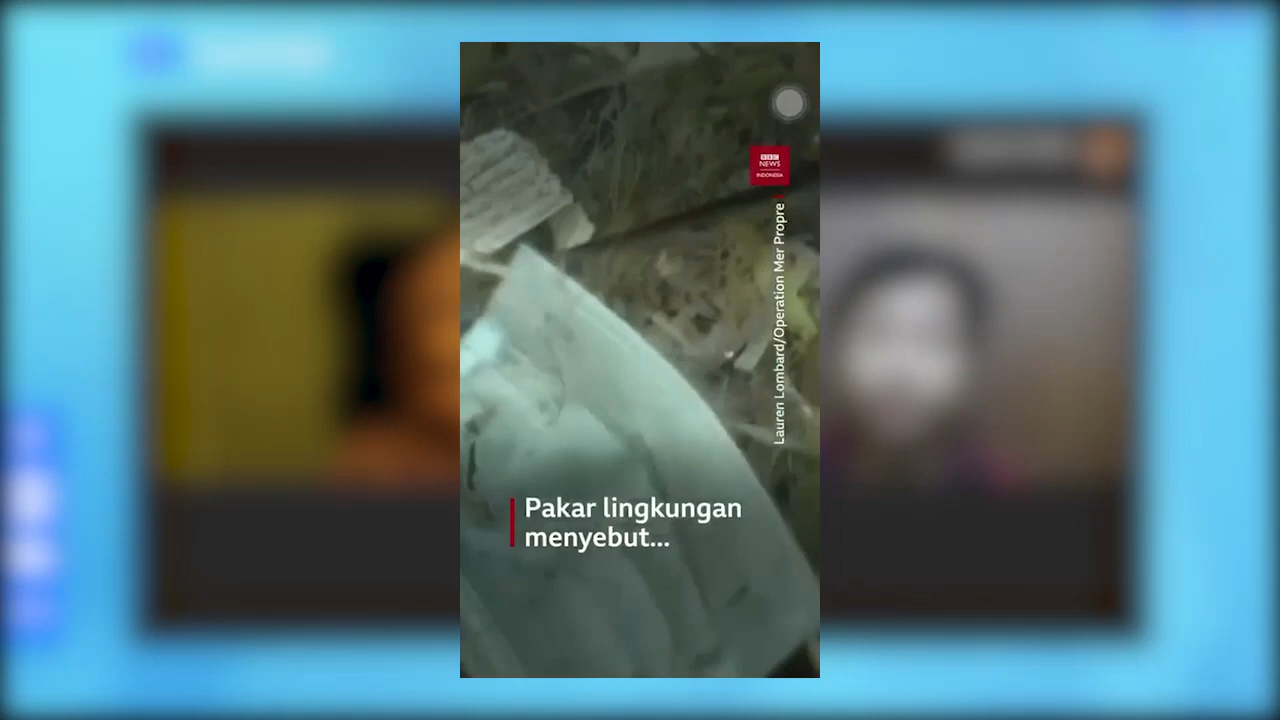 BBC
NEWS
INDONESIA
Lauren Lombard/Operation Mer Propre
Pakar lingkungan
menyebut...